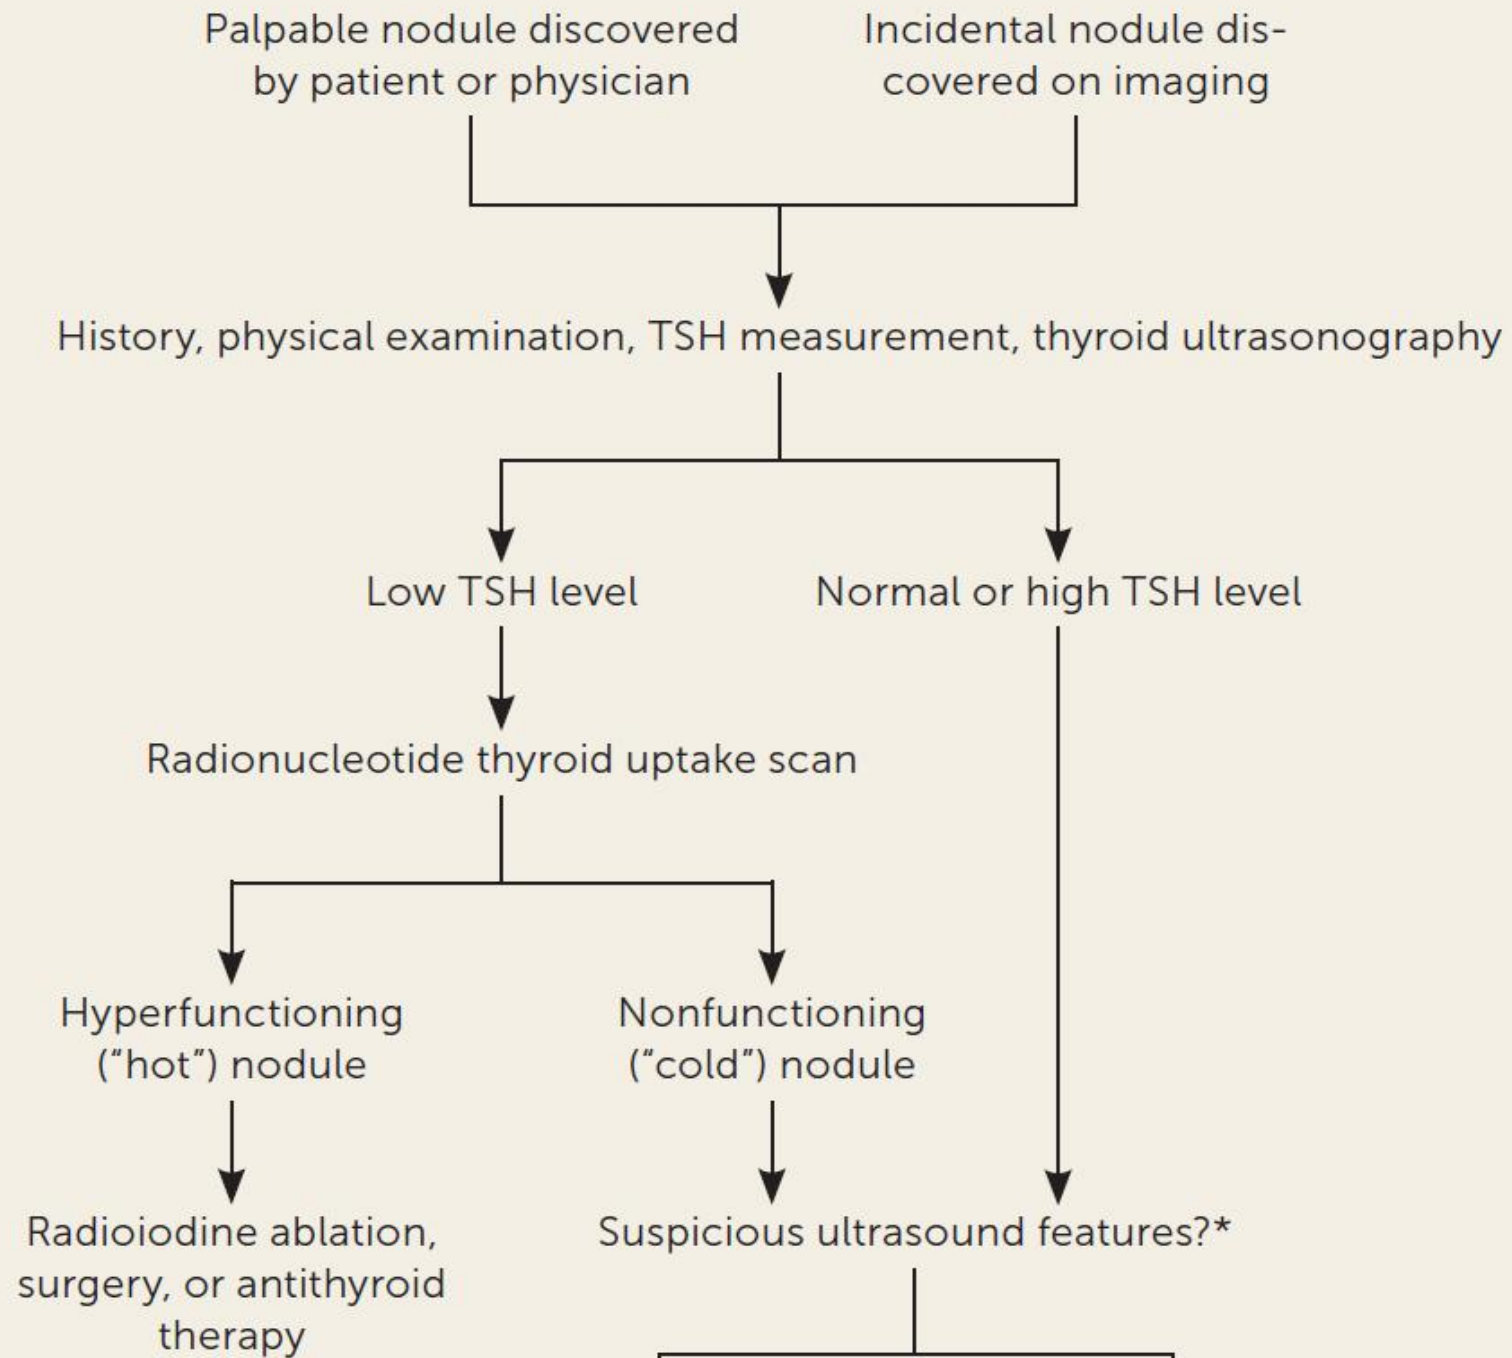 Palpable nodule discovered
by patient or physician
Incidental nodule dis-
covered on imaging
History, physical examination, TSH measurement, thyroid ultrasonography
Low TSH level
Normal or high TSH level
Radionucleotide thyroid uptake scan
Hyperfunctioning
(“hot”) nodule
Nonfunctioning
(“cold”) nodule
Radioiodine ablation,
surgery, or antithyroid
therapy
Suspicious ultrasound features?*